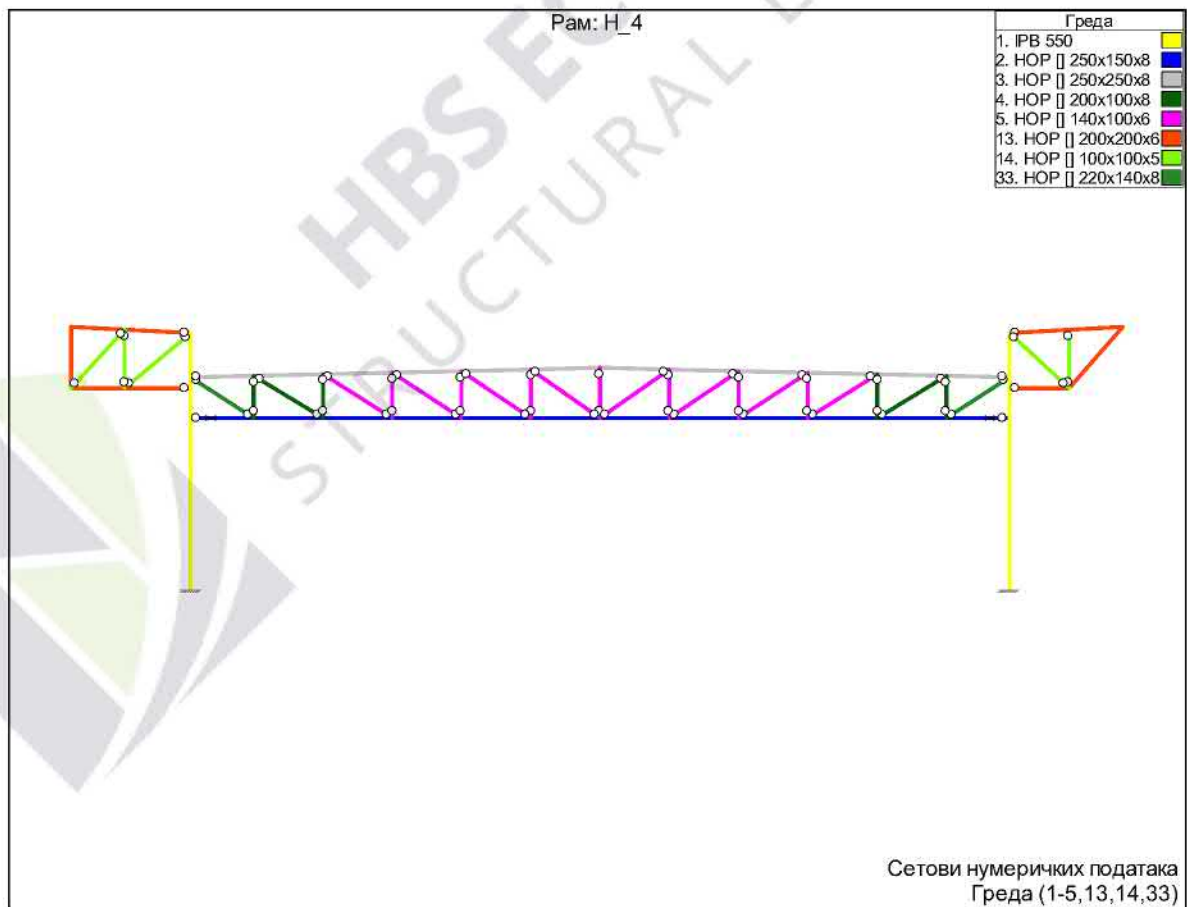 Рам: H_4
Греда
1. IPB 550
2. HOP [] 250x150x8
3. HOP [] 250x250x8
4. HOP [] 200x100x8
5. HOP [] 140x100x6
13. HOP [] 200x200x6
14. HOP [] 100x100x5
33. HOP [] 220x140x8
HBS
STRUCTURAL
Сетови нумеричких података
Греда (1-5,13,14,33)